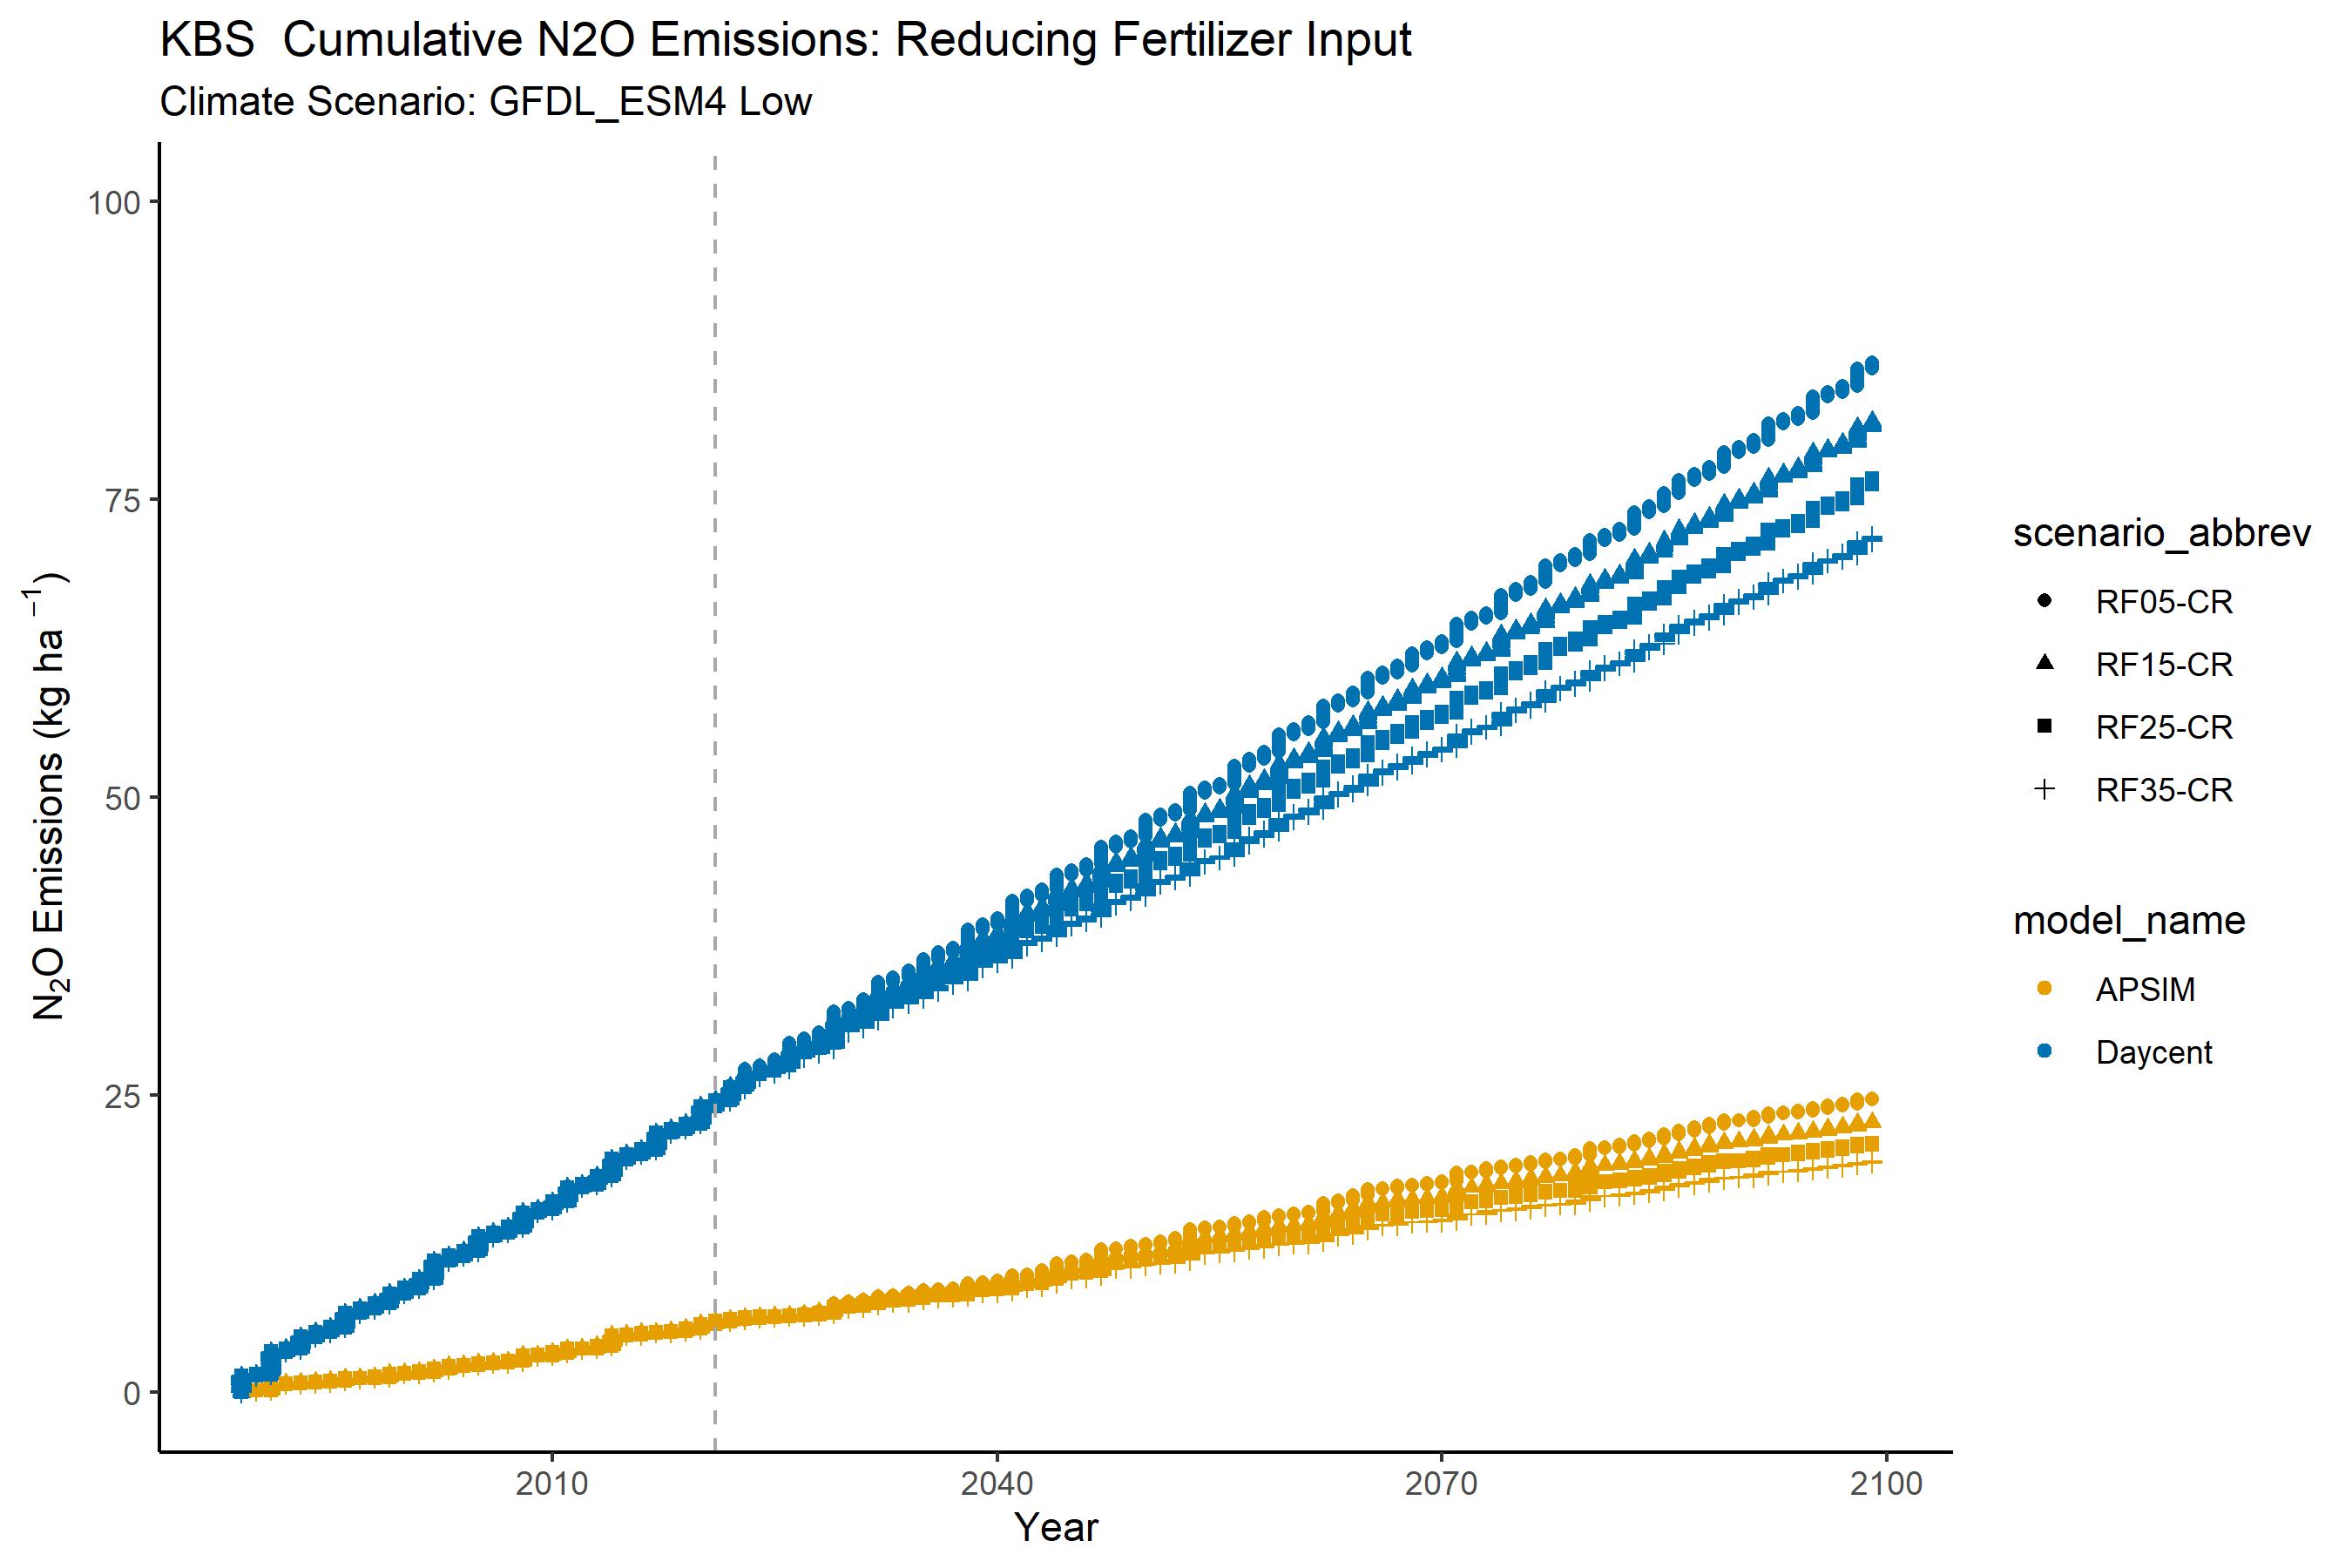 KBS  Cumulative N2O Emissions: Reducing Fertilizer Input
Climate Scenario: GFDL_ESM4 Low
N₂O Emissions (kg ha ⁻¹)
100
75
50
25
0
2010
2040
2070
2100
Year
scenario_abbrev
RF05-CR
RF15-CR
RF25-CR
RF35-CR
model_name
APSIM
Daycent